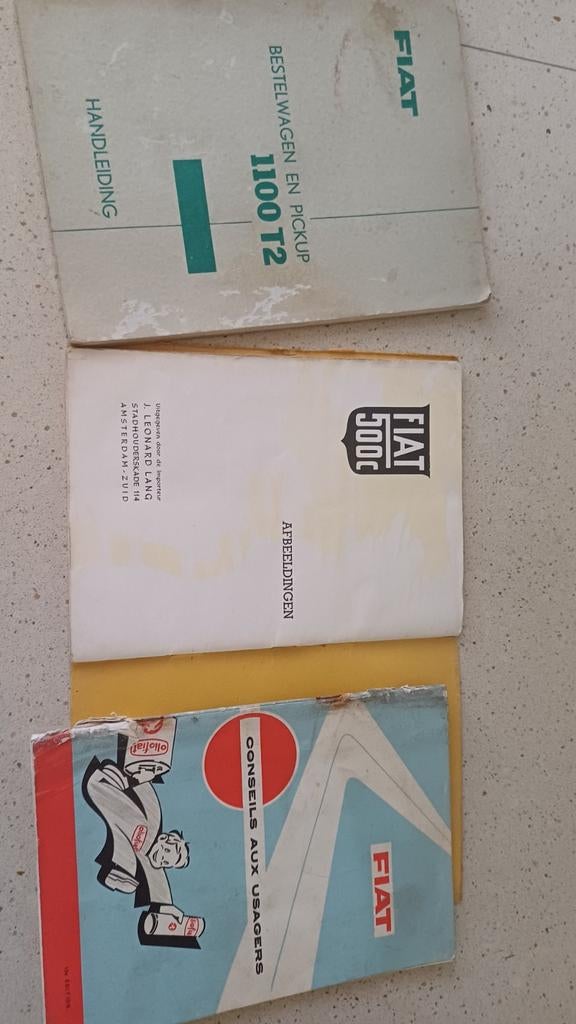 FIAT
BESTELWAGEN EN PICKUP
1100 T2
HANDLEIDING
FIAT
500C
AFBEELDINGEN
Uitgegeven door de importeur
J. LEONARD LANG
STADHOUDERSKADE 114
AMSTERDAM-ZUID
FIAT
CONSEILS AUX USAGERS
oliofiat
oliofiat